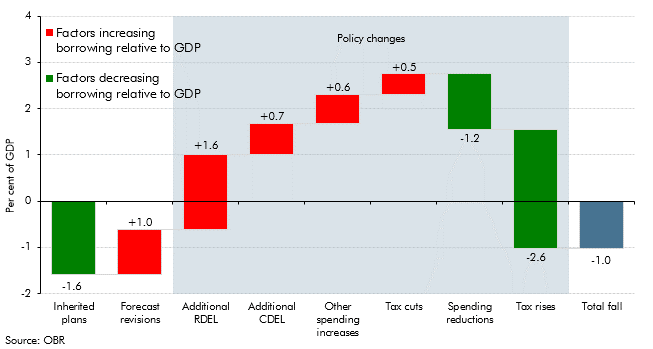 4
Factors increasing
borrowing relative to GDP
Policy changes
3
+0.5
Factors decreasing
borrowing relative to GDP
+0.6
2
+0.7
-1.2
+1.6
1
Per cent of GDP
0
+1.0
-1
-2.6
-1.0
-1.6
-2
Inherited plans
Forecast revisions
Additional RDEL
Additional CDEL
Other spending increases
Tax cuts
Spending reductions
Tax rises
Total fall
Source: OBR